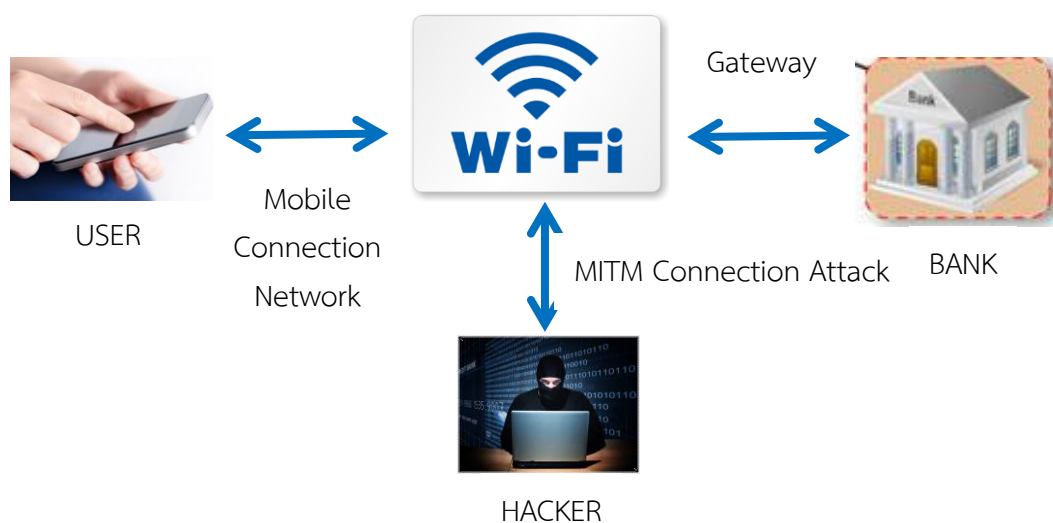 Wi-Fi
Gateway
Bank
USER
Mobile
Connection
Network
MITM Connection Attack
BANK
HACKER